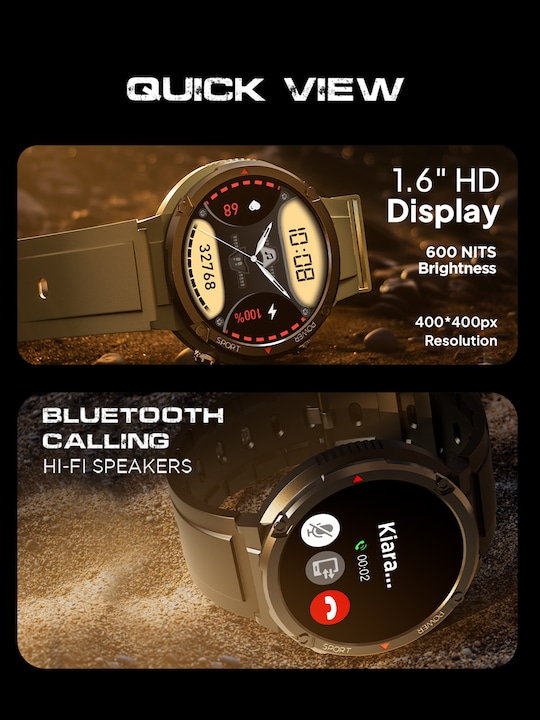 QUICK VIEW
1.6" HD
Display
600 NITS
Brightness
400*400px
Resolution
89
10:08
32768
100%
SPORT
POWER
BLUETOOTH
CALLING
HI-FI SPEAKERS
Kiara...
00:02
SPORT
POWER